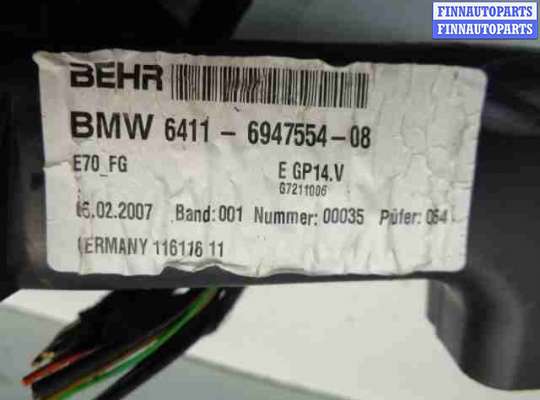 FINNAUTOPARTS
FINNAUTOPARTS
BEHR
BMW 6411 - 6947554-08
E70_FG E GP14.V
G7211006
.02.2007 Band:001 Nummer:00035 Püfer:064
ERMANY 116116 11